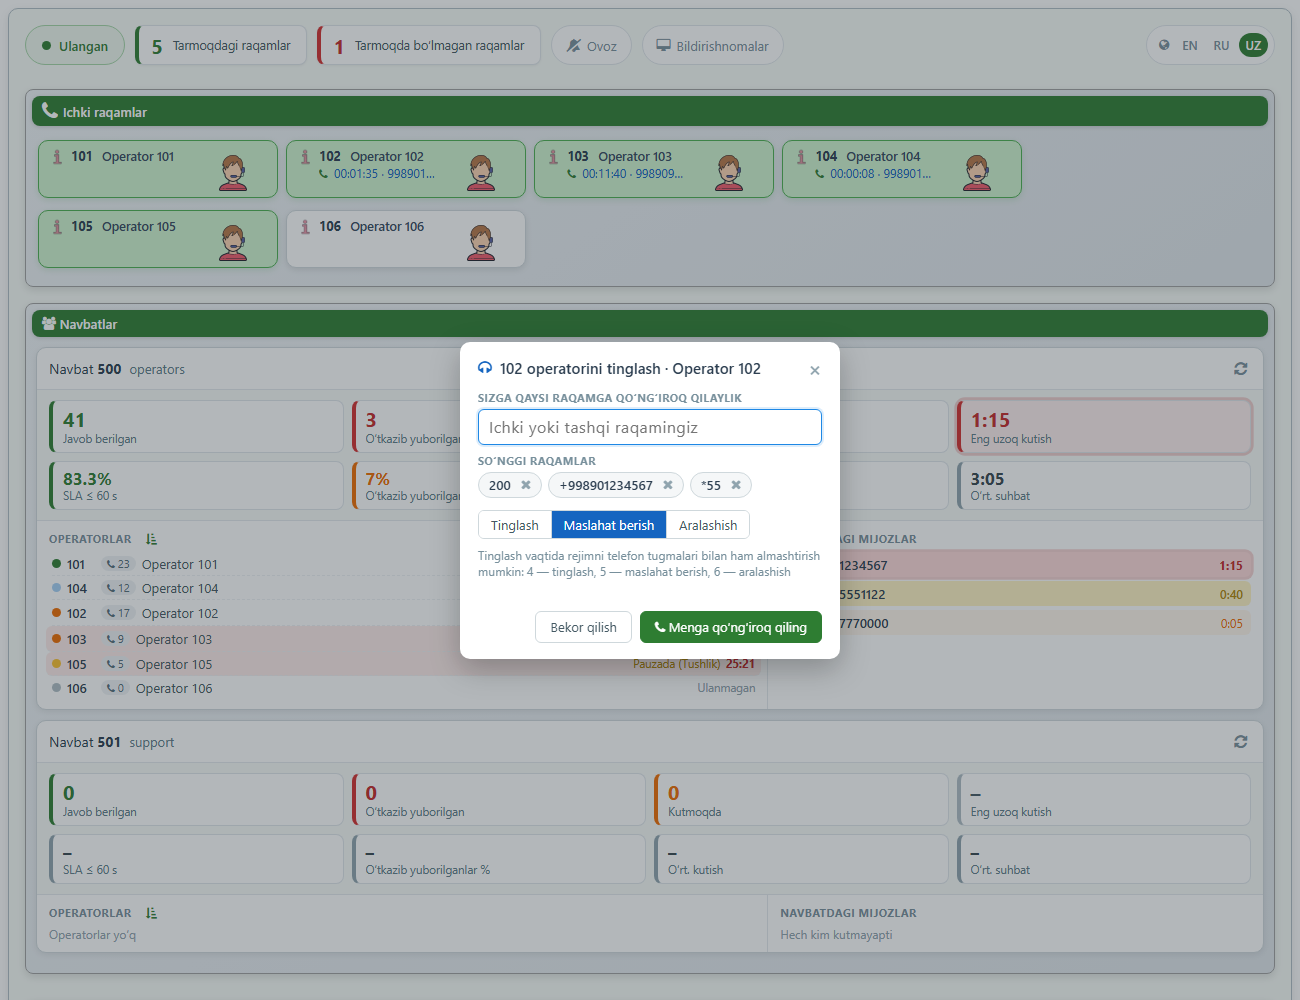 Ulangan
5 Tarmoqdagi raqamlar
1 Tarmoqda bo‘lmagan raqamlar
Ovoz
Bildirishnomalar
EN RU UZ
Ichki raqamlar
101 Operator 101
102 Operator 102
00:01:35 · 998901...
103 Operator 103
00:11:40 · 998909...
104 Operator 104
00:00:08 · 998901...
105 Operator 105
106 Operator 106
Navbatlar
Navbat 500 operators
41
Javob berilgan
3
O‘tkazib yuborilgan
1:15
Eng uzoq kutish
83.3%
SLA ≤ 60 s
7%
O‘tkazib
3:05
O‘rt. suhbat
OPERATORLAR
101 23 Operator 101
104 12 Operator 104
102 17 Operator 102
103 9 Operator 103
105 5 Operator 105 Pauzada (Tushlik) 25:21
106 0 Operator 106 Ulanmagan
MIJOZLAR
1234567 1:15
5551122 0:40
7770000 0:05
102 operatorini tinglash · Operator 102
×
SIZGA QAYSI RAQAMGA QO‘NG‘IROQ QILAYLIK
Ichki yoki tashqi raqamingiz
SO‘NGGI RAQAMLAR
200 ✖ +998901234567 ✖ *55 ✖
Tinglash Maslahat berish Aralashish
Tinglash vaqtida rejimni telefon tugmalari bilan ham almashtirish
mumkin: 4 — tinglash, 5 — maslahat berish, 6 — aralashish
Bekor qilish Menga qo‘ng‘iroq qiling
Navbat 501 support
0
Javob berilgan
0
O‘tkazib yuborilgan
0
Kutmoqda
–
Eng uzoq kutish
–
SLA ≤ 60 s
–
O‘tkazib yuborilganlar %
–
O‘rt. kutish
–
O‘rt. suhbat
OPERATORLAR
Operatorlar yo‘q
NAVBATDAGI MIJOZLAR
Hech kim kutmayapti